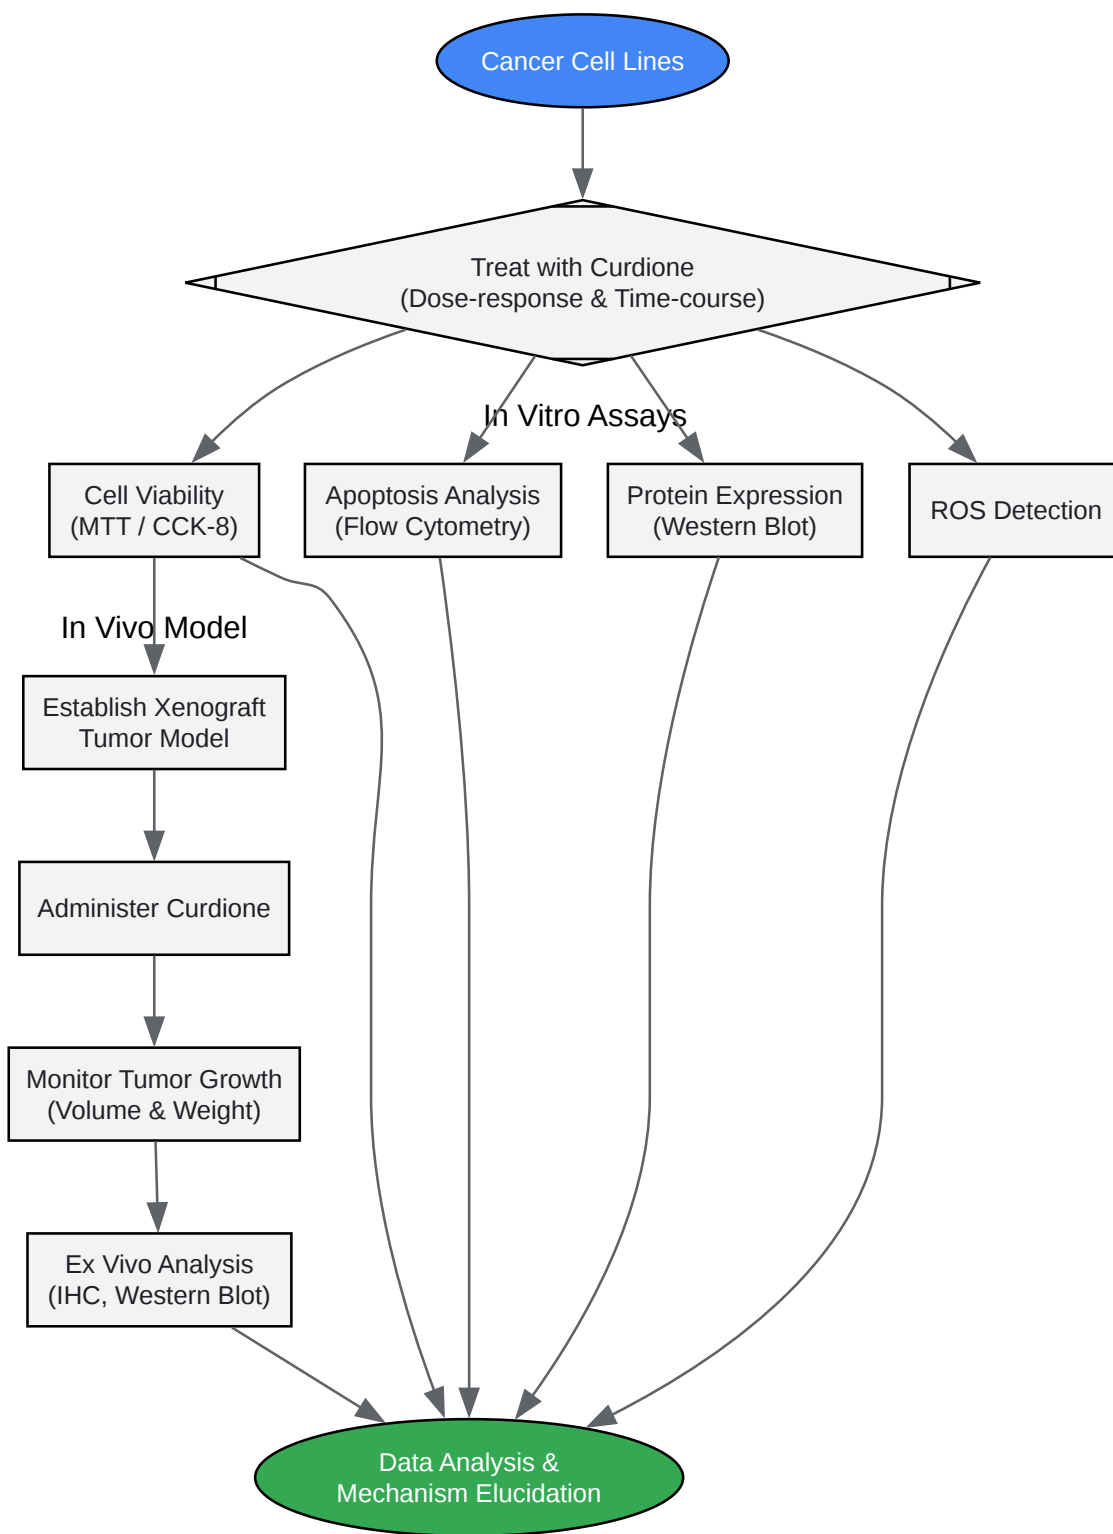 Cancer Cell Lines
Treat with Curdione
(Dose-response & Time-course)
In Vitro Assays
Cell Viability
(MTT / CCK-8)
Apoptosis Analysis
(Flow Cytometry)
Protein Expression
(Western Blot)
ROS Detection
In Vivo Model
Establish Xenograft
Tumor Model
Administer Curdione
Monitor Tumor Growth
(Volume & Weight)
Ex Vivo Analysis
(IHC, Western Blot)
Data Analysis &
Mechanism Elucidation